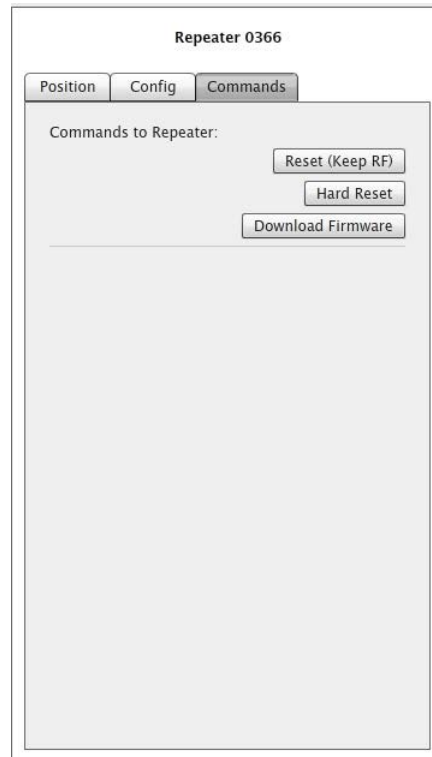 Repeater 0366
Position Config Commands
Commands to Repeater:
Reset (Keep RF)
Hard Reset
Download Firmware